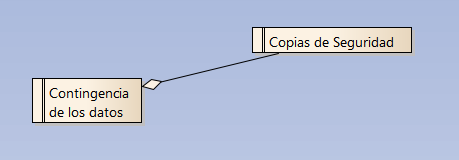 Copias de Seguridad
Contingencia
de los datos